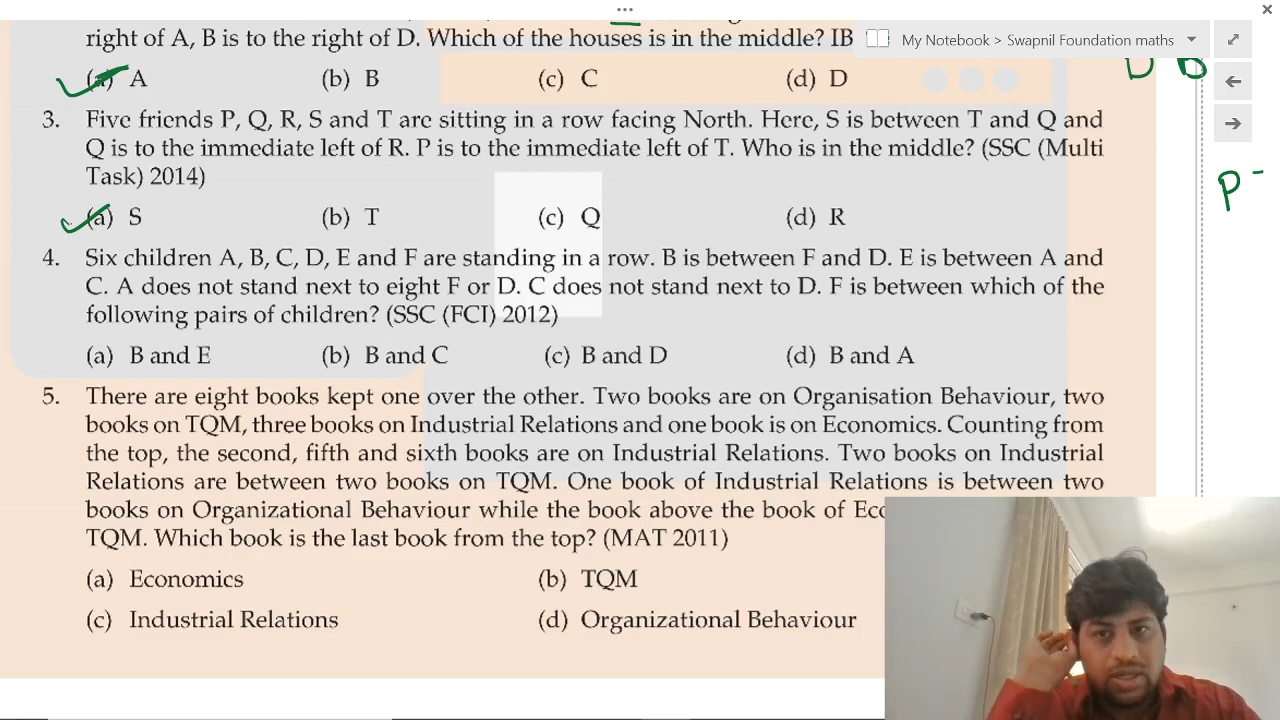 right of A, B is to the right of D. Which of the houses is in the middle? IB
My Notebook > Swapnil Foundation maths
D B
(a) A (b) B (c) C (d) D
3. Five friends P, Q, R, S and T are sitting in a row facing North. Here, S is between T and Q and
Q is to the immediate left of R. P is to the immediate left of T. Who is in the middle? (SSC (Multi
Task) 2014)
P
(a) S (b) T (c) Q (d) R
4. Six children A, B, C, D, E and F are standing in a row. B is between F and D. E is between A and
C. A does not stand next to eight F or D. C does not stand next to D. F is between which of the
following pairs of children? (SSC (FCI) 2012)
(a) B and E (b) B and C (c) B and D (d) B and A
5. There are eight books kept one over the other. Two books are on Organisation Behaviour, two
books on TQM, three books on Industrial Relations and one book is on Economics. Counting from
the top, the second, fifth and sixth books are on Industrial Relations. Two books on Industrial
Relations are between two books on TQM. One book of Industrial Relations is between two
books on Organizational Behaviour while the book above the book of Ec
TQM. Which book is the last book from the top? (MAT 2011)
(a) Economics (b) TQM
(c) Industrial Relations (d) Organizational Behaviour